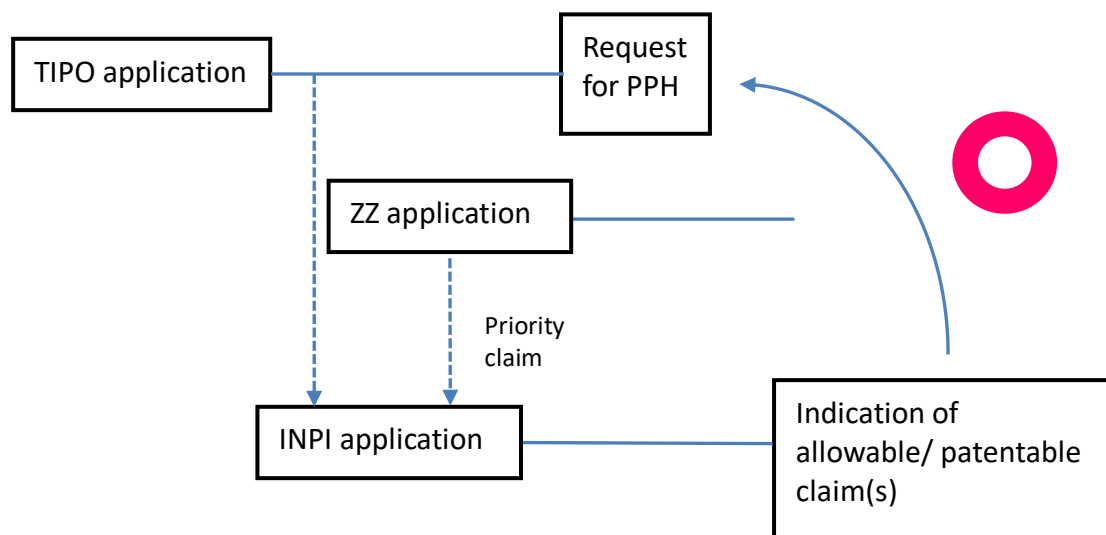 TIPO application
Request
for PPH
ZZ application
Priority
claim
INPI application
Indication of
allowable/ patentable
claim(s)